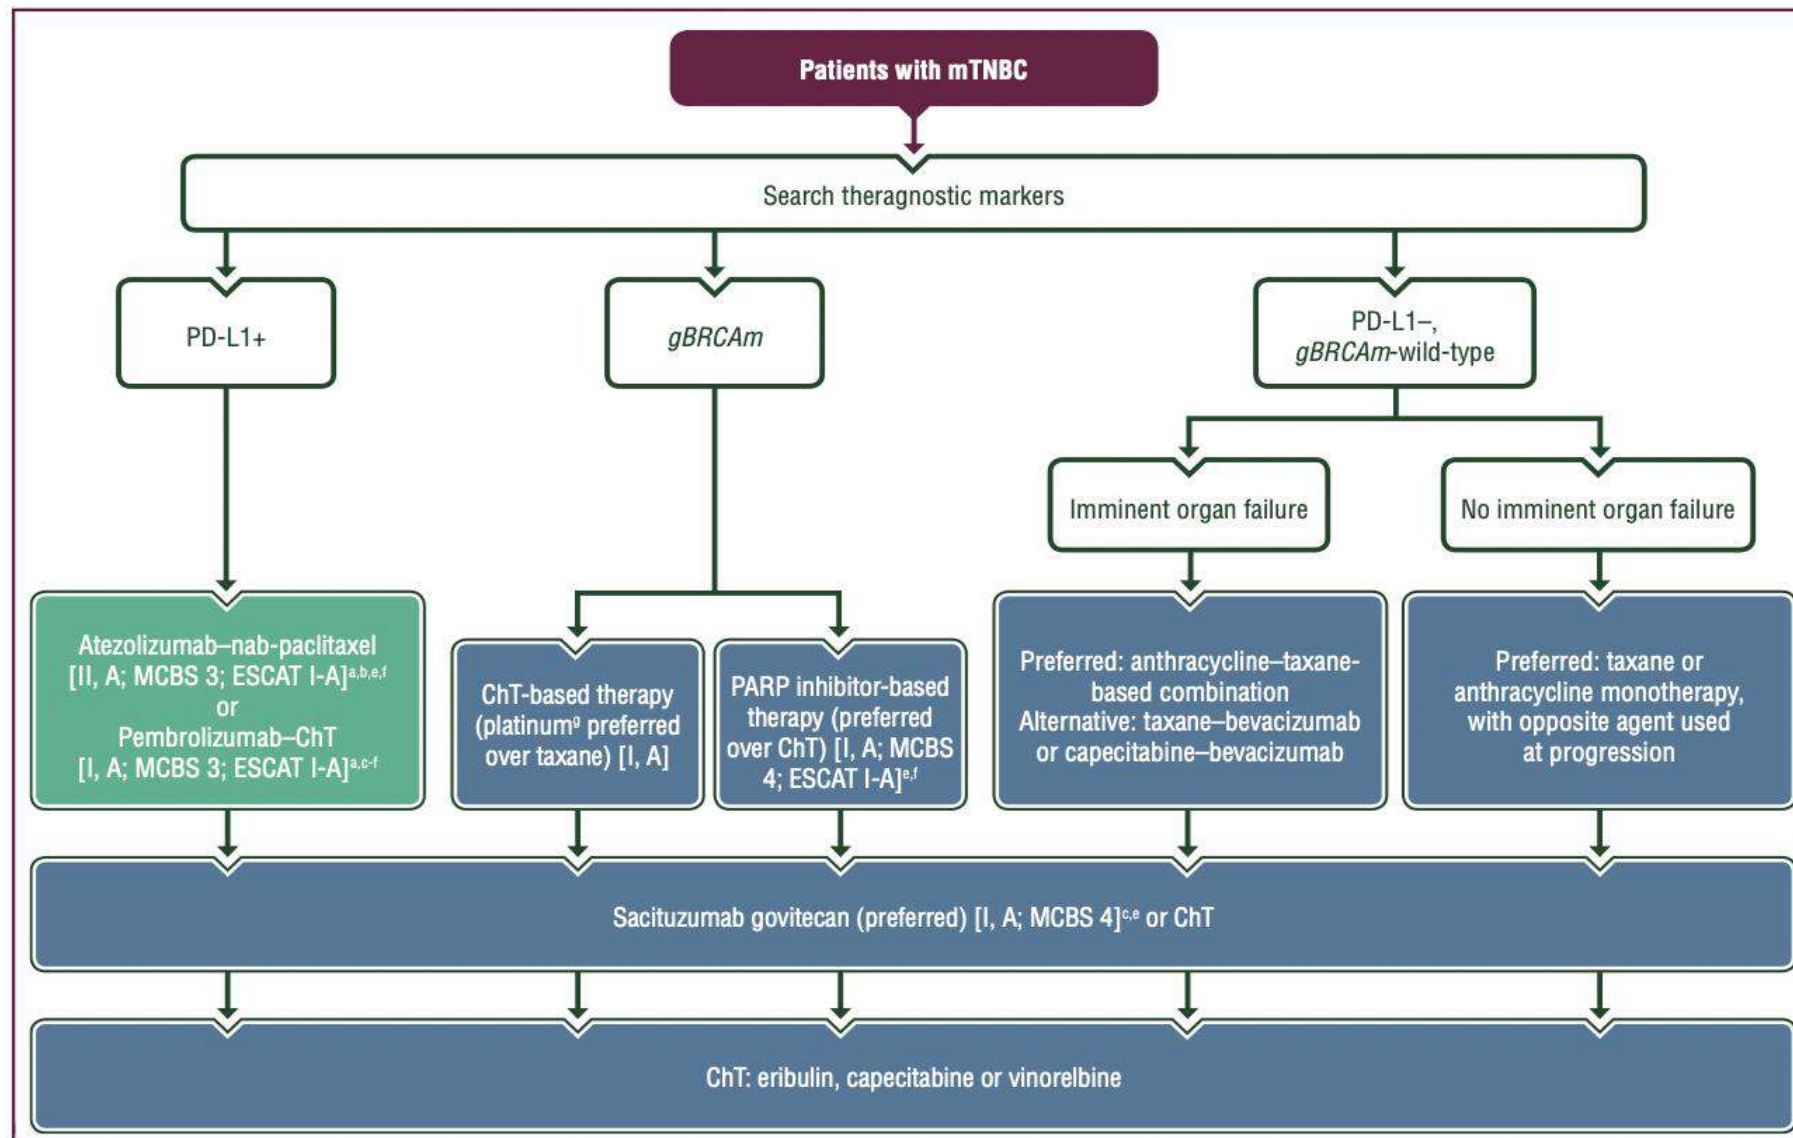 Patients with mTNBC
Search theragnostic markers
PD-L1+
gBRCAm
PD-L1–,
gBRCAm-wild-type
Imminent organ failure
No imminent organ failure
Atezolizumab–nab-paclitaxel
[II, A; MCBS 3; ESCAT I-A]a,b,e,f
or
Pembrolizumab–ChT
[I, A; MCBS 3; ESCAT I-A]a,c-f
ChT-based therapy
(platinumg preferred
over taxane) [I, A]
PARP inhibitor-based
therapy (preferred
over ChT) [I, A; MCBS
4; ESCAT I-A]e,f
Preferred: anthracycline–taxane-
based combination
Alternative: taxane–bevacizumab
or capecitabine–bevacizumab
Preferred: taxane or
anthracycline monotherapy,
with opposite agent used
at progression
Sacituzumab govitecan (preferred) [I, A; MCBS 4]c,e or ChT
ChT: eribulin, capecitabine or vinorelbine